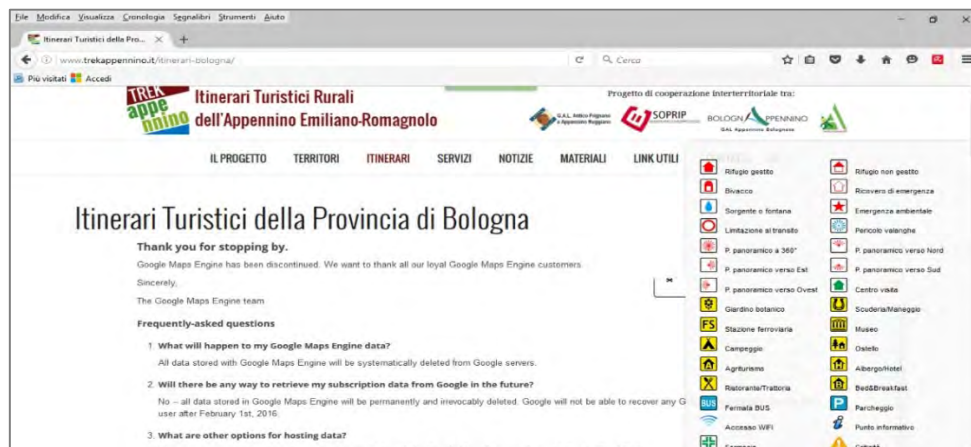 File Modifica Visualizza Cronologia Segnalibri Strumenti Aiuto
Itinerari Turistici della Pro...
www.trekappennino.it/itinerari-bologna/
Cerca
Più visitati Accedi
TREK appe nnino
Itinerari Turistici Rurali
dell'Appennino Emiliano-Romagnolo
Progetto di cooperazione interterritoriale tra:
G.A.L. Antico Frignano
e Appennino Reggiano
SOPRIP
BOLOGNAPPENNINO
GAL Appennino Bolognese
IL PROGETTO TERRITORI ITINERARI SERVIZI NOTIZIE MATERIALI LINK UTILI
Itinerari Turistici della Provincia di Bologna
Thank you for stopping by.
Google Maps Engine has been discontinued. We want to thank all our loyal Google Maps Engine customers
Sincerely,
The Google Maps Engine team
Frequently-asked questions
1. What will happen to my Google Maps Engine data?
All data stored with Google Maps Engine will be systematically deleted from Google servers.
2. Will there be any way to retrieve my subscription data from Google in the future?
No – all data stored in Google Maps Engine will be permanently and irrevocably deleted. Google will not be able to recover any G
user after February 1st, 2016.
3. What are other options for hosting data?
Rifugio gestito Rifugio non gestito
Bivacco Ricovero di emergenza
Sorgente o fontana Emergenza ambientale
Limitazione al transito Pericolo valanghe
P. panoramico a 360° P. panoramico verso Nord
P. panoramico verso Est P. panoramico verso Sud
P. panoramico verso Ovest Centro visita
Giardino botanico Scuderia/Maneggio
FS Stazione ferroviaria Museo
Campeggio Ostello
Agriturismo Albergo/Hotel
Ristorante/Trattoria Bed&Breakfast
BUS Fermata BUS P Parcheggio
Accesso WIFI Punto informativo